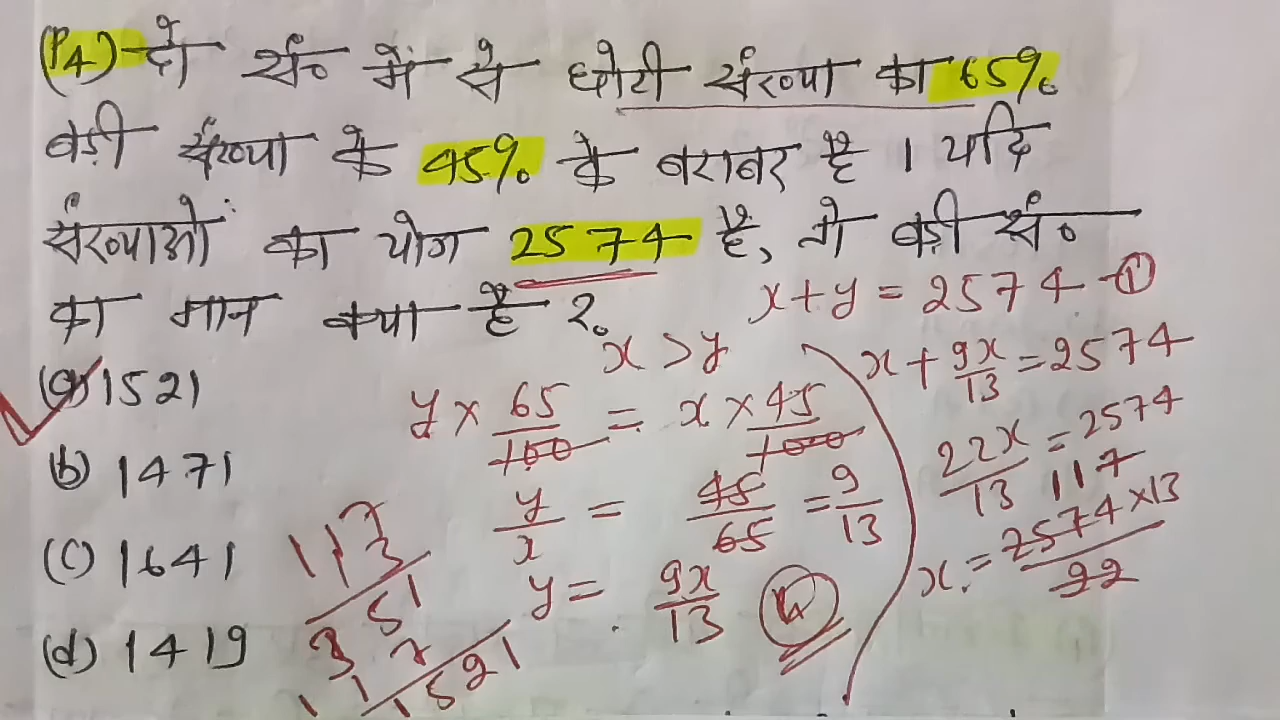 (P4) दो सं० में से छोटी संख्या का 65%
बड़ी संख्या के 45% के बराबर है । यदि
संख्याओं का योग 2574 है, तो बड़ी सं०
का मान क्या है ?
x + y = 2574 - ①
x > y
(a) 1521
(b) 1471
(c) 1641
(d) 1419
y × 65/100 = x × 45/100
y/x = 45/65 = 9/13
y = 9x/13
x + 9x/13 = 2574
22x/13 = 2574
117
x = 2574 × 13/22
117
3
351
117
1521